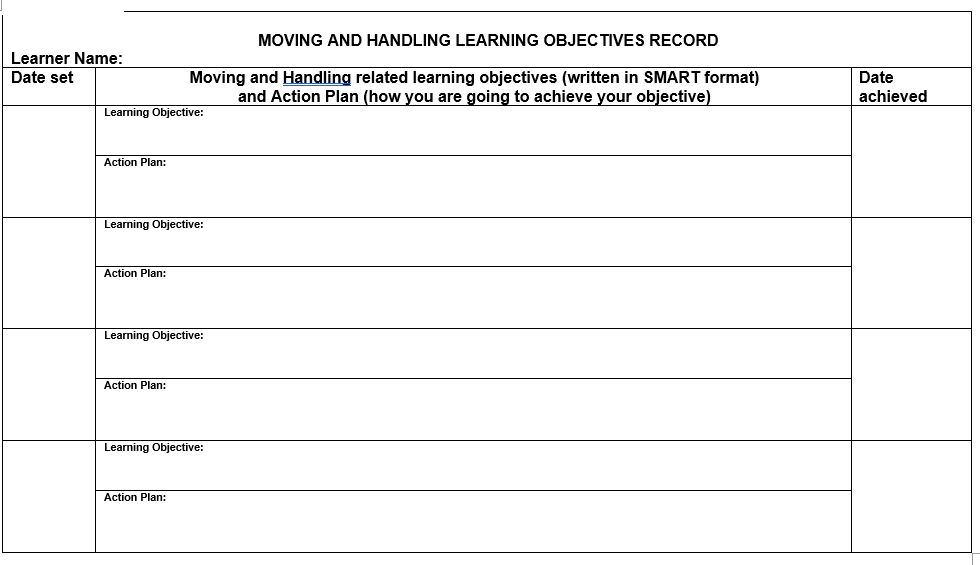 MOVING AND HANDLING LEARNING OBJECTIVES RECORD
Learner Name:
Date set
Moving and Handling related learning objectives (written in SMART format)
and Action Plan (how you are going to achieve your objective)
Date
achieved
Learning Objective:
Action Plan:
Learning Objective:
Action Plan:
Learning Objective:
Action Plan:
Learning Objective:
Action Plan: